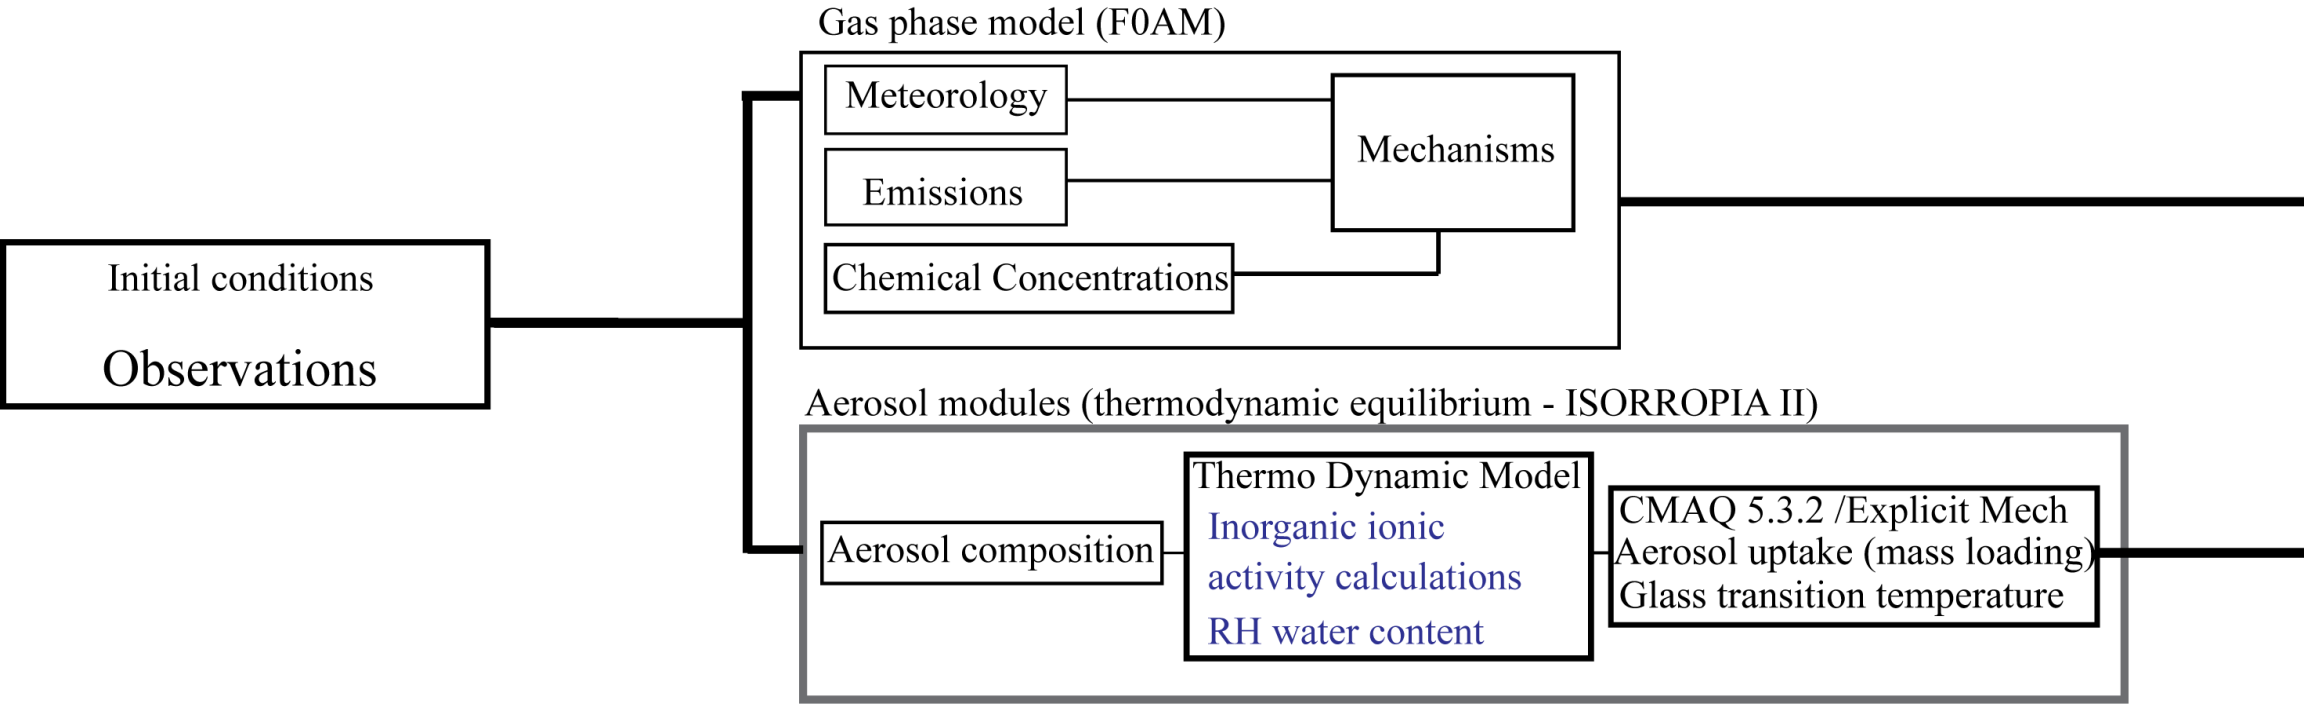 Gas phase model (F0AM)
Meteorology
Mechanisms
Emissions
Chemical Concentrations
Initial conditions
Observations
Aerosol modules (thermodynamic equilibrium - ISORROPIA II)
Aerosol composition
Thermo Dynamic Model
Inorganic ionic
activity calculations
RH water content
CMAQ 5.3.2 /Explicit Mech
Aerosol uptake (mass loading)
Glass transition temperature